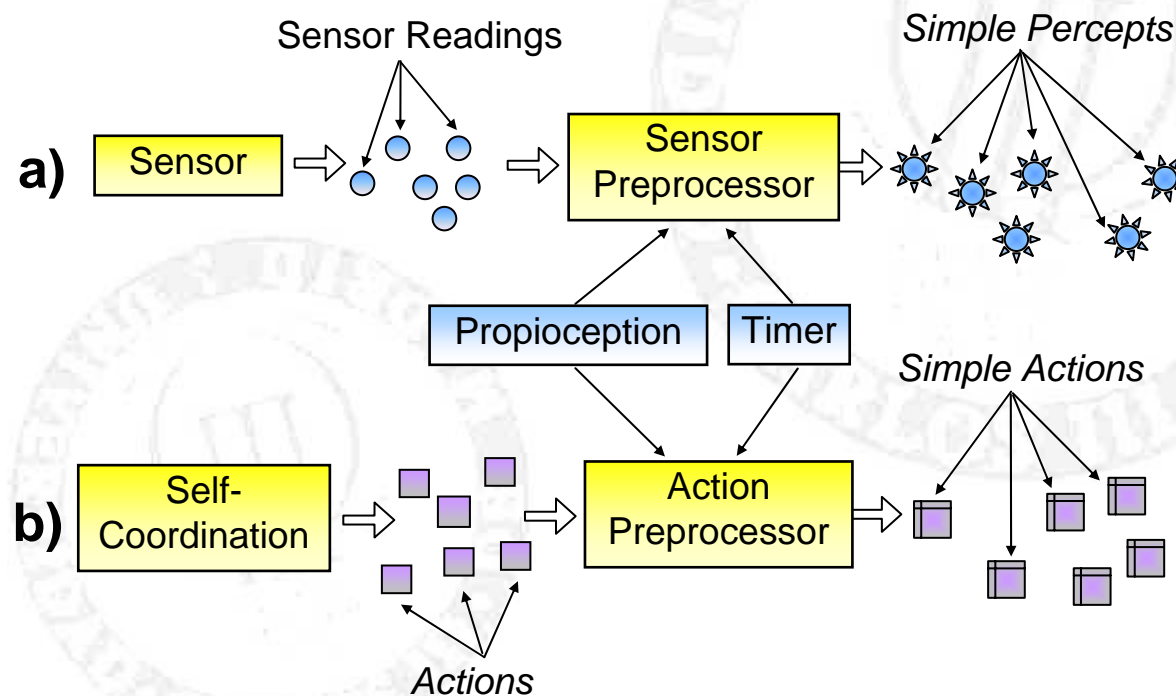 Sensor Readings
Simple Percepts
a)
Sensor
Sensor
Preprocessor
Propioception
Timer
Simple Actions
b)
Self-
Coordination
Action
Preprocessor
Actions